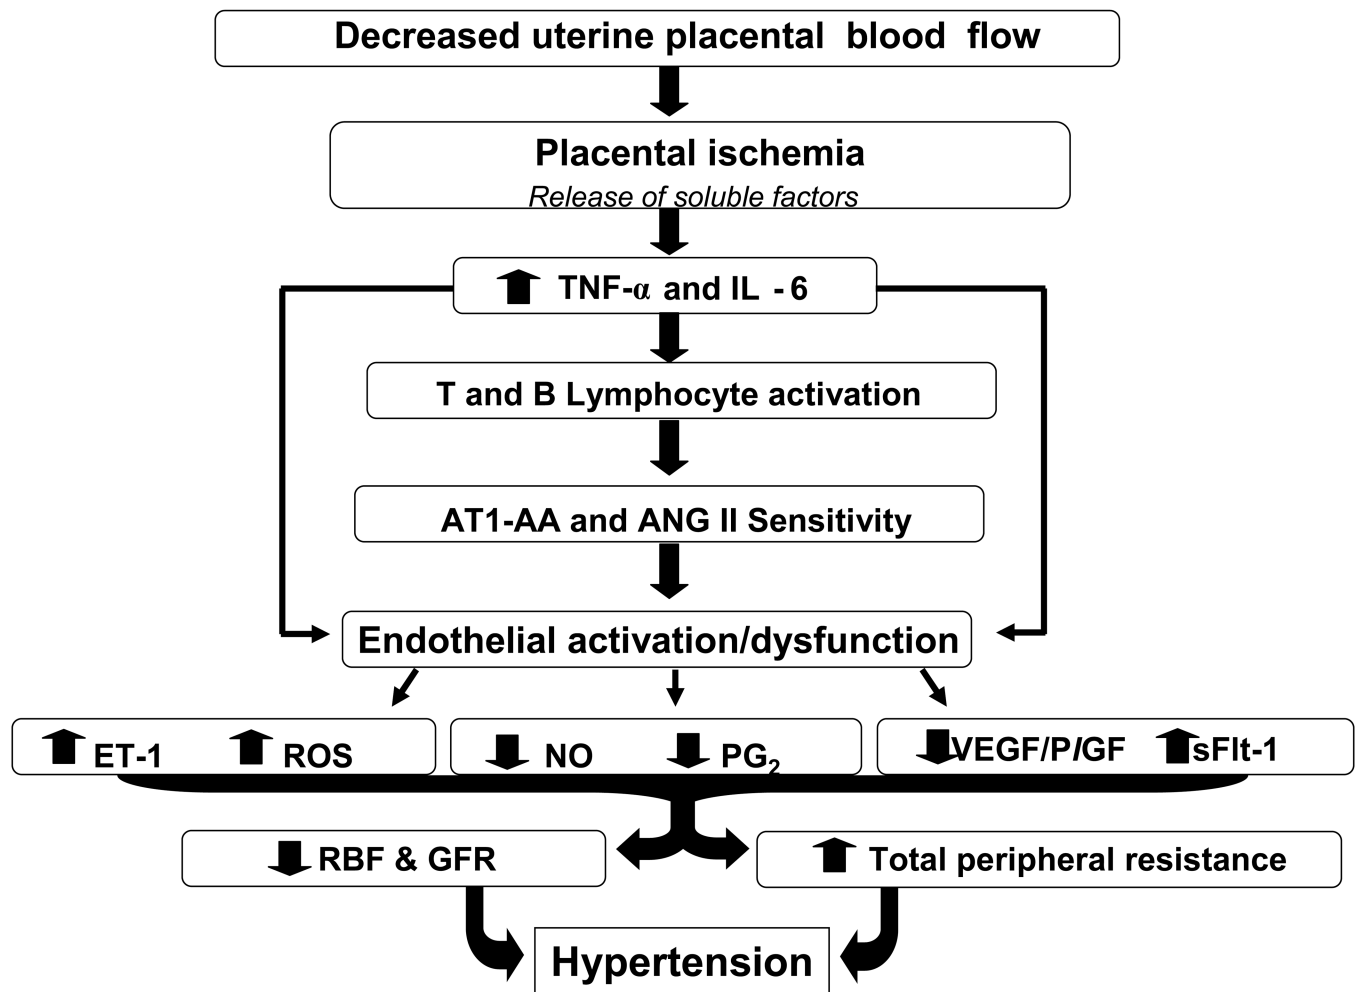 Decreased uterine placental blood flow
Placental ischemia
Release of soluble factors
TNF-α and IL - 6
T and B Lymphocyte activation
AT1-AA and ANG II Sensitivity
Endothelial activation/dysfunction
ET-1 ROS
NO PG₂
VEGF/PlGF sFlt-1
RBF & GFR
Total peripheral resistance
Hypertension